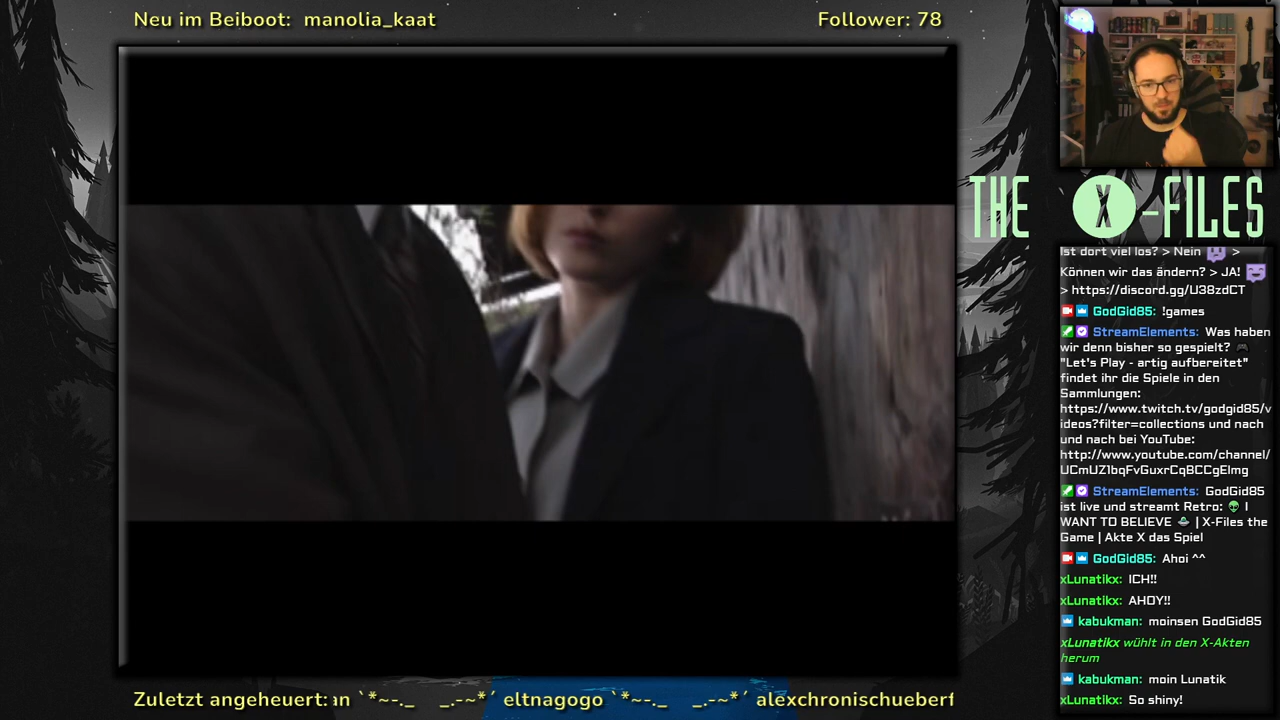 Neu im Beiboot: manolia_kaat
Follower: 78
THE X-FILES
Ist dort viel los? > Nein >
Können wir das ändern? > JA!
> https://discord.gg/U38zdCT
GodGid85: !games
StreamElements: Was haben
wir denn bisher so gespielt? 🎮
"Let's Play - artig aufbereitet"
findet ihr die Spiele in den
Sammlungen:
https://www.twitch.tv/godgid85/v
ideos?filter=collections und nach
und nach bei YouTube:
http://www.youtube.com/channel/
UCmUZ1bqFvGuxrCqBCCgElmg
StreamElements: GodGid85
ist live und streamt Retro: 👽 I
WANT TO BELIEVE 🛸 | X-Files the
Game | Akte X das Spiel
GodGid85: Ahoi ^^
xLunatikx: ICH!!
xLunatikx: AHOY!!
kabukman: moinsen GodGid85
xLunatikx wühlt in den X-Akten
herum
kabukman: moin Lunatik
xLunatikx: So shiny!
Zuletzt angeheuert: an `*~-._ _.-~*´ eltnagogo `*~-._ _.-~*´ alexchronischueberf